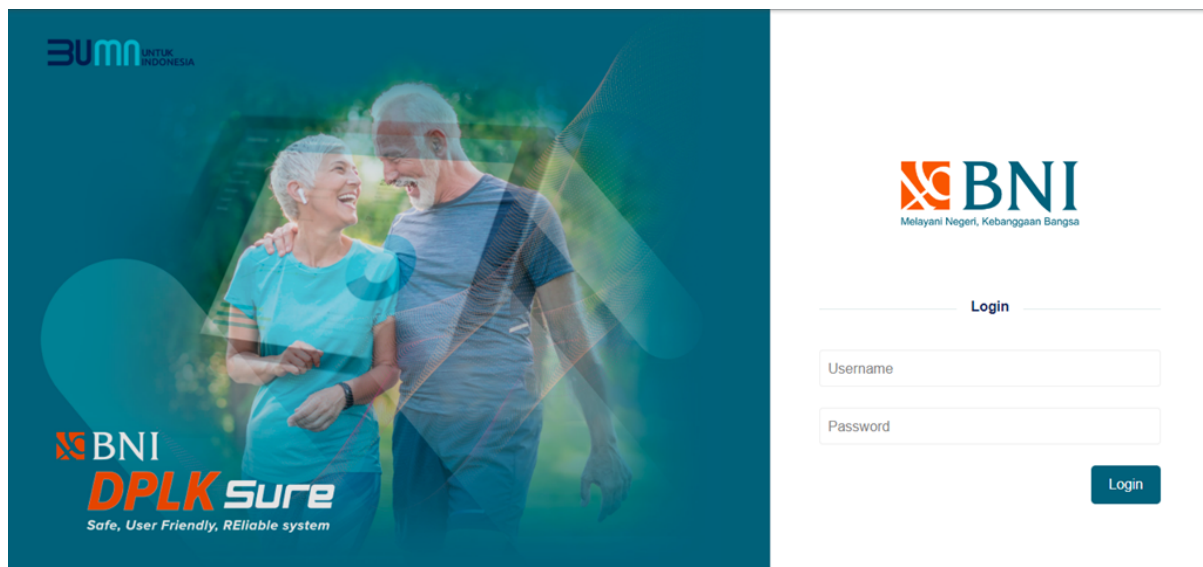 BUMN UNTUK
INDONESIA
BNI
DPLK Sure
Safe, User Friendly, REliable system
BNI
Melayani Negeri, Kebanggaan Bangsa
Login
Username
Password
Login